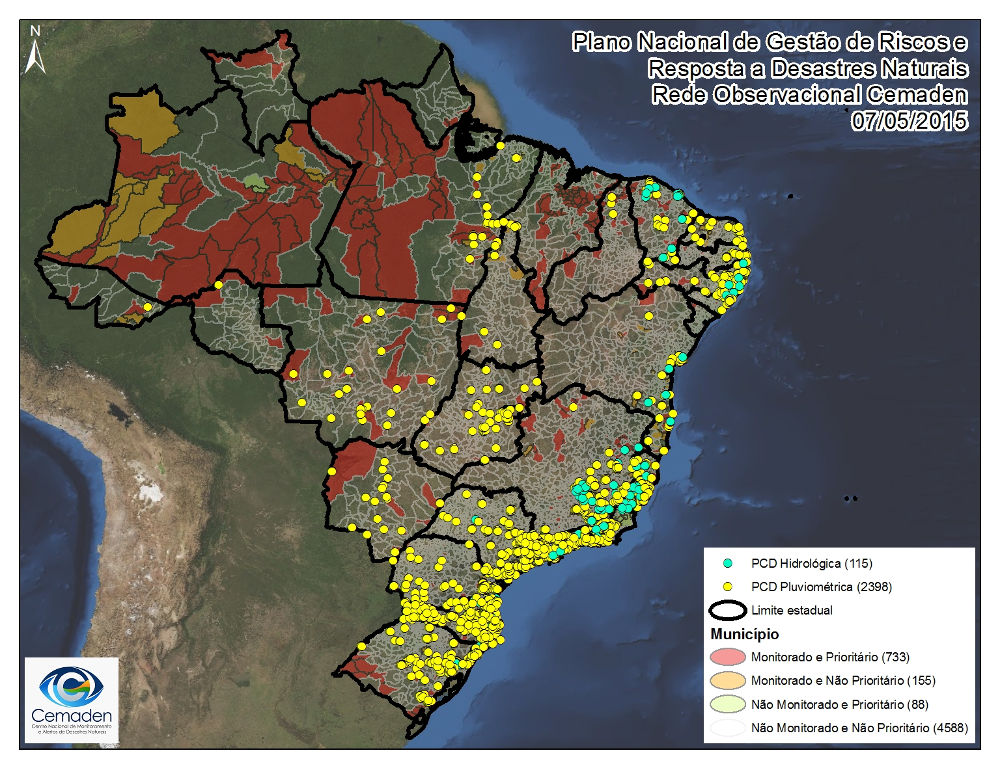 N
Plano Nacional de Gestão de Riscos e
Resposta a Desastres Naturais
Rede Observacional Cemaden
07/05/2015
PCD Hidrológica (115)
PCD Pluviométrica (2398)
Limite estadual
Município
Monitorado e Prioritário (733)
Monitorado e Não Prioritário (155)
Não Monitorado e Prioritário (88)
Não Monitorado e Não Prioritário (4588)
Cemaden
Centro Nacional de Monitoramento
e Alertas de Desastres Naturais